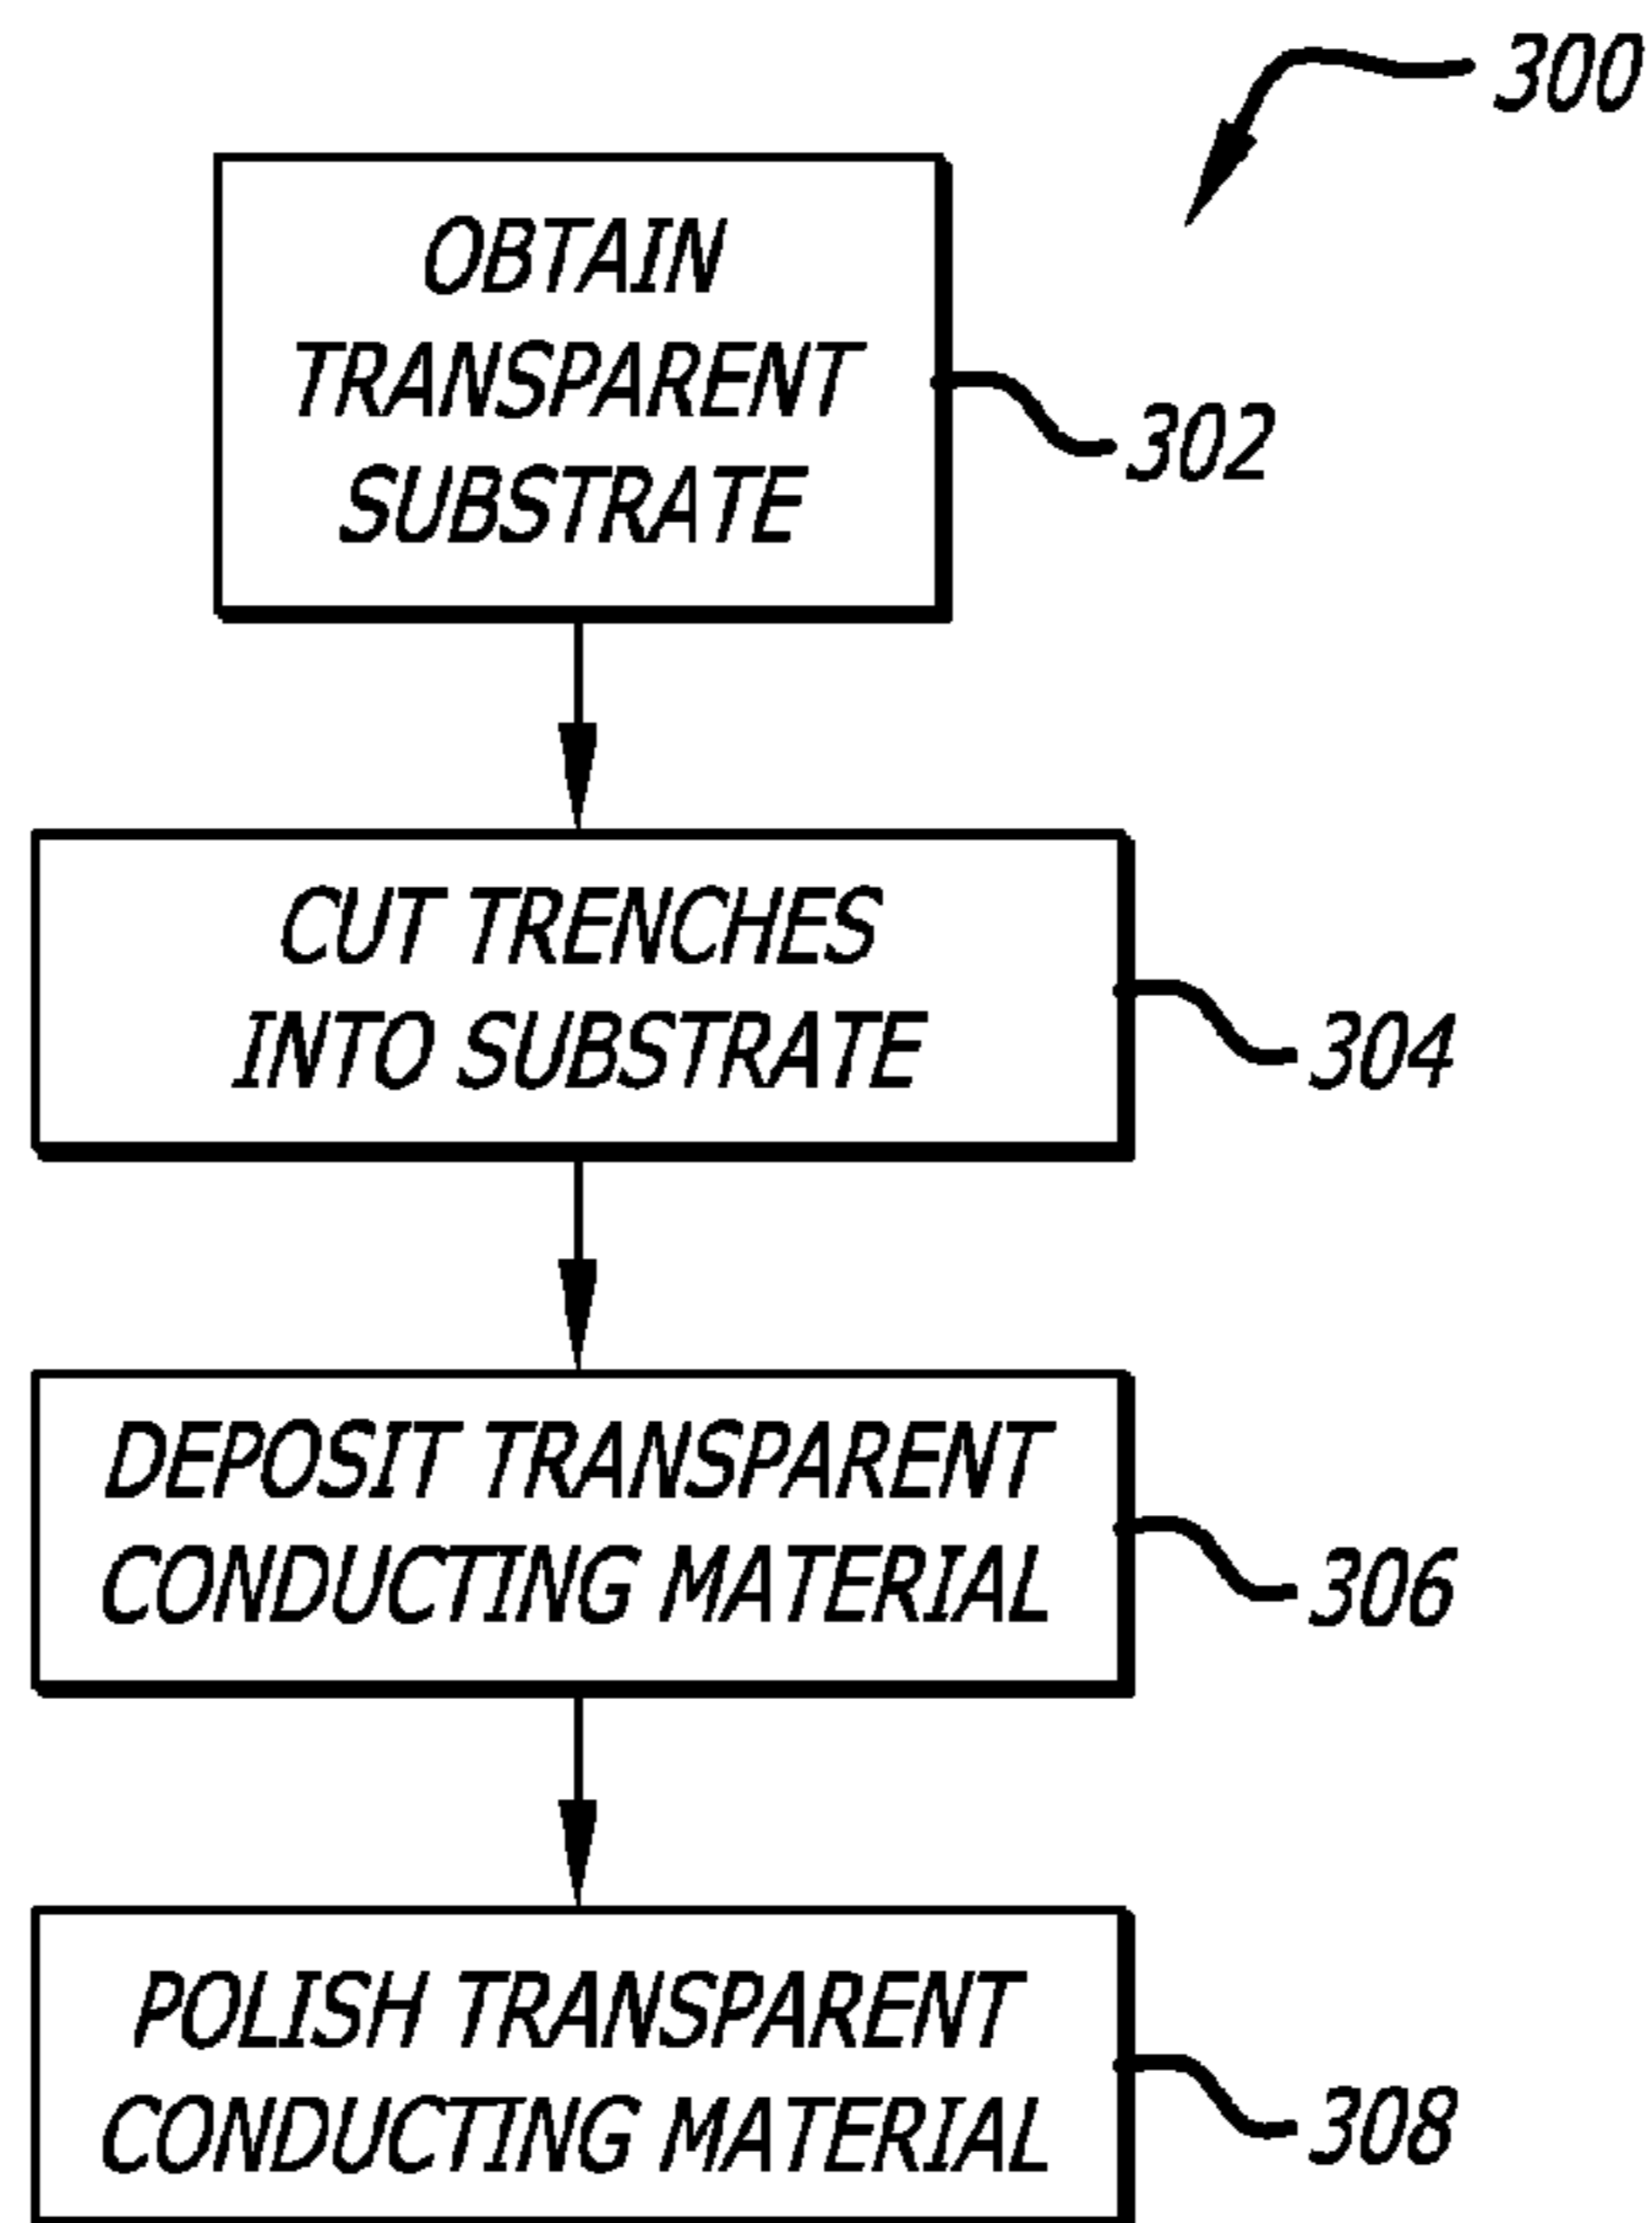 300
OBTAIN
TRANSPARENT
SUBSTRATE
302
CUT TRENCHES
INTO SUBSTRATE
304
DEPOSIT TRANSPARENT
CONDUCTING MATERIAL
306
POLISH TRANSPARENT
CONDUCTING MATERIAL
308